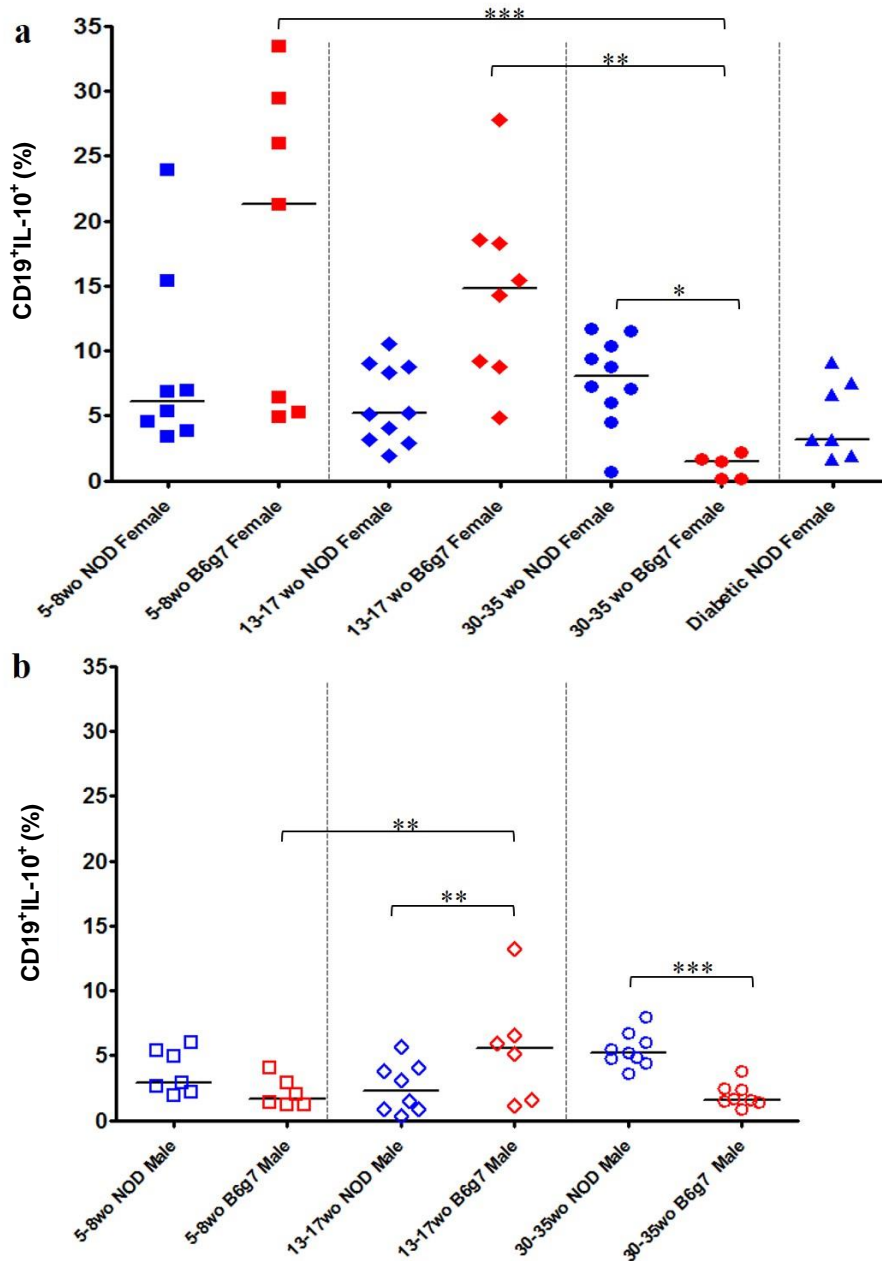 a
***
**
*
35
30
25
20
15
10
5
0
CD19⁺IL-10⁺ (%)
5-8wo NOD Female
5-8wo B6g7 Female
13-17 wo NOD Female
13-17 wo B6g7 Female
30-35 wo NOD Female
30-35 wo B6g7 Female
Diabetic NOD Female
b
**
**
***
35
30
25
20
15
10
5
0
CD19⁺IL-10⁺ (%)
5-8wo NOD Male
5-8wo B6g7 Male
13-17wo NOD Male
13-17wo B6g7 Male
30-35wo NOD Male
30-35wo B6g7 Male